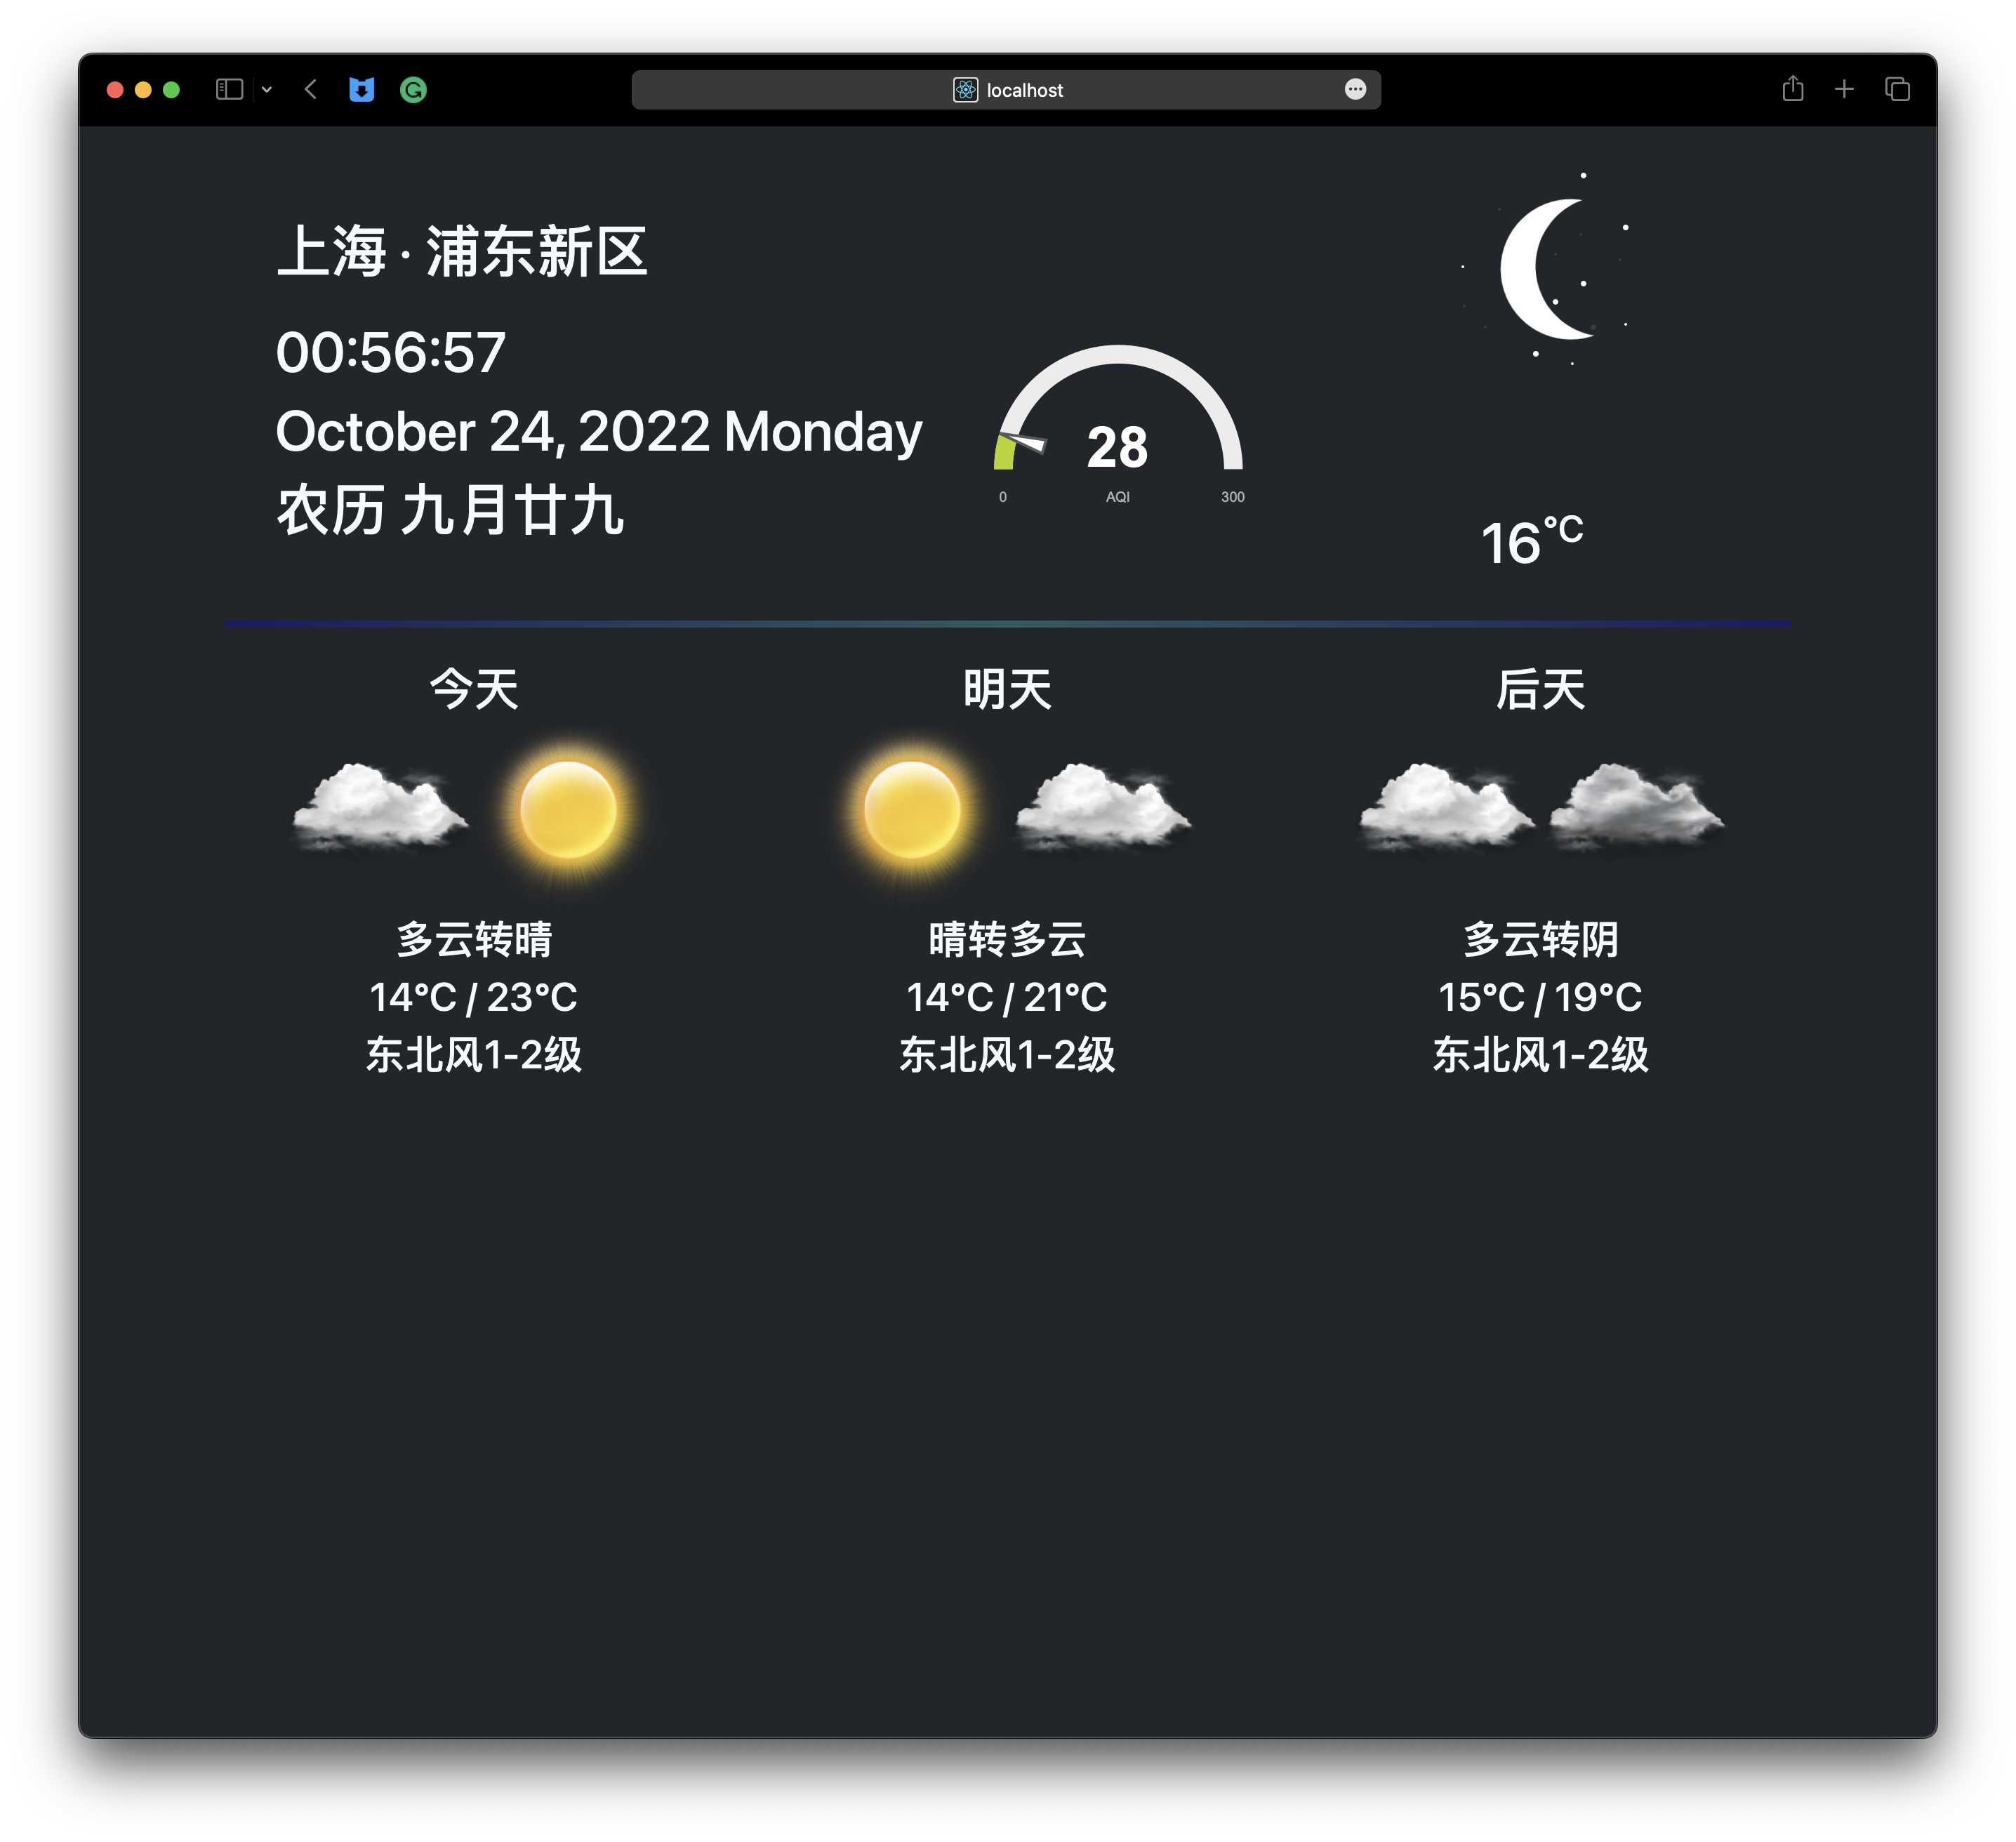 localhost
上海 · 浦东新区
00:56:57
October 24, 2022 Monday
农历 九月廿九
28
0 AQI 300
16°C
今天 明天 后天
多云转晴 晴转多云 多云转阴
14°C / 23°C 14°C / 21°C 15°C / 19°C
东北风1-2级 东北风1-2级 东北风1-2级